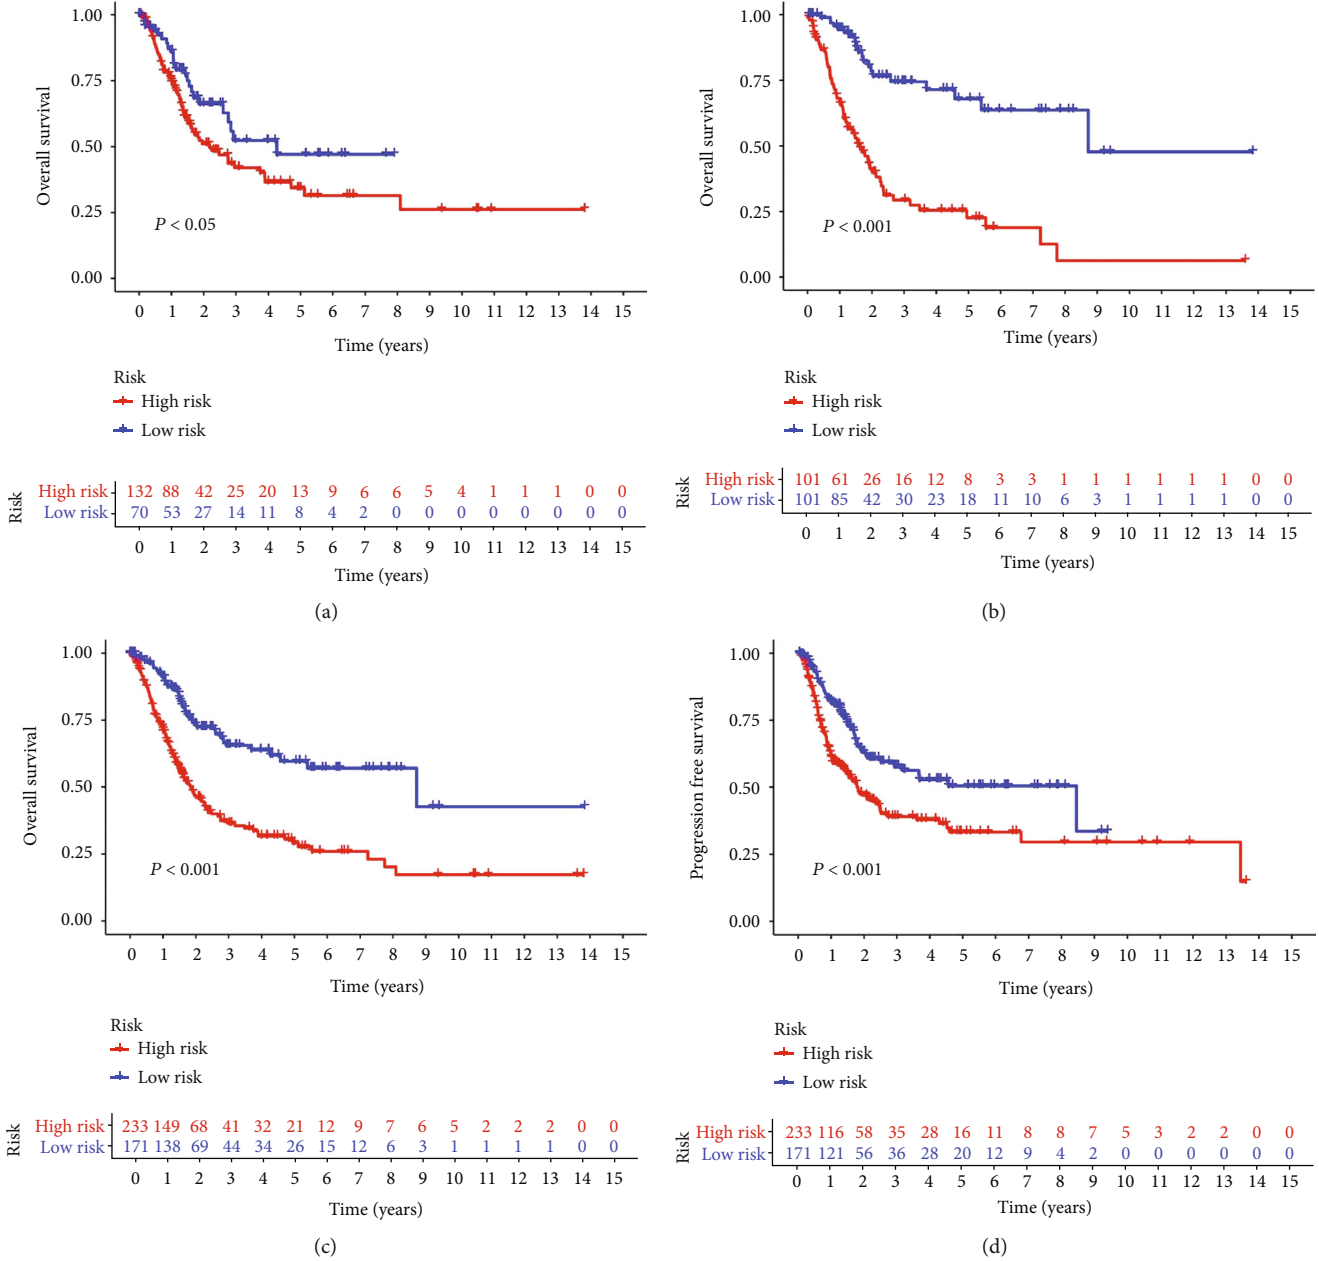 Overall survival
1.00
0.75
0.50
0.25
0.00
P < 0.05
0 1 2 3 4 5 6 7 8 9 10 11 12 13 14 15
Time (years)
Risk
High risk
Low risk
Risk
High risk 132 88 42 25 20 13 9 6 6 5 4 1 1 1 0 0
Low risk 70 53 27 14 11 8 4 2 0 0 0 0 0 0 0 0
0 1 2 3 4 5 6 7 8 9 10 11 12 13 14 15
Time (years)
(a)
Overall survival
1.00
0.75
0.50
0.25
0.00
P < 0.001
0 1 2 3 4 5 6 7 8 9 10 11 12 13 14 15
Time (years)
Risk
High risk
Low risk
Risk
High risk 101 61 26 16 12 8 3 3 1 1 1 1 1 1 0 0
Low risk 101 85 42 30 23 18 11 10 6 3 1 1 1 1 0 0
0 1 2 3 4 5 6 7 8 9 10 11 12 13 14 15
Time (years)
(b)
Overall survival
1.00
0.75
0.50
0.25
0.00
P < 0.001
0 1 2 3 4 5 6 7 8 9 10 11 12 13 14 15
Time (years)
Risk
High risk
Low risk
Risk
High risk 233 149 68 41 32 21 12 9 7 6 5 2 2 2 0 0
Low risk 171 138 69 44 34 26 15 12 6 3 1 1 1 1 0 0
0 1 2 3 4 5 6 7 8 9 10 11 12 13 14 15
Time (years)
(c)
Progression free survival
1.00
0.75
0.50
0.25
0.00
P < 0.001
0 1 2 3 4 5 6 7 8 9 10 11 12 13 14 15
Time (years)
Risk
High risk
Low risk
Risk
High risk 233 116 58 35 28 16 11 8 8 7 5 3 2 2 0 0
Low risk 171 121 56 36 28 20 12 9 4 2 0 0 0 0 0 0
0 1 2 3 4 5 6 7 8 9 10 11 12 13 14 15
Time (years)
(d)